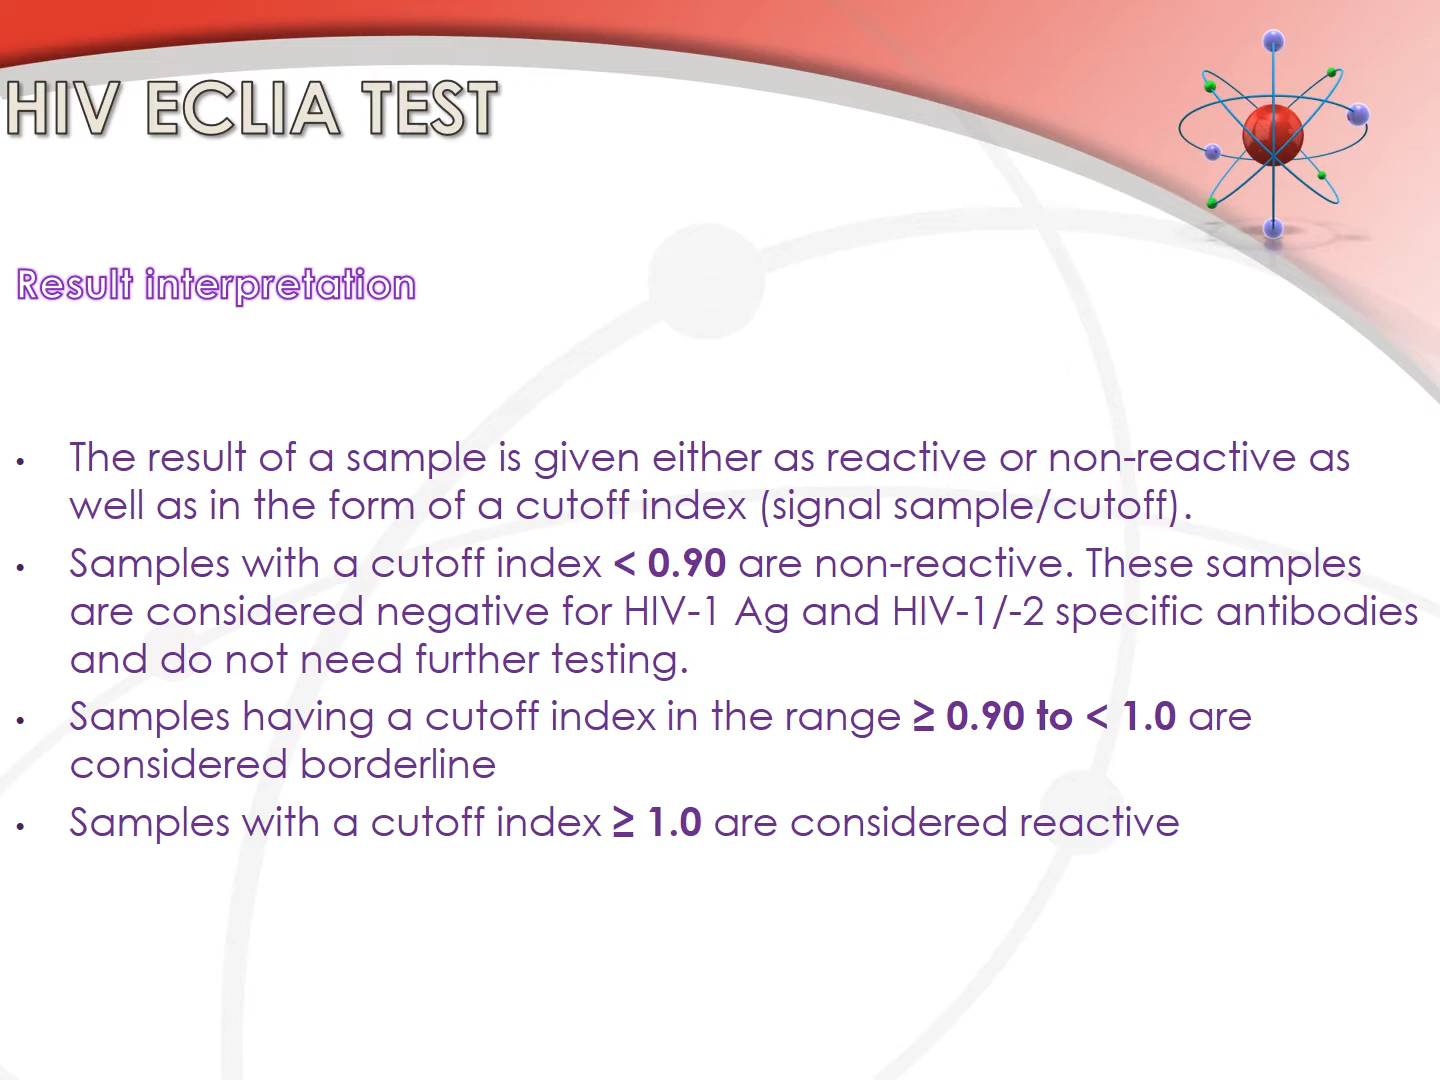 HIV ECLIA TEST
Result interpretation
• The result of a sample is given either as reactive or non-reactive as
well as in the form of a cutoff index (signal sample/cutoff).
• Samples with a cutoff index < 0.90 are non-reactive. These samples
are considered negative for HIV-1 Ag and HIV-1/-2 specific antibodies
and do not need further testing.
• Samples having a cutoff index in the range ≥ 0.90 to < 1.0 are
considered borderline
• Samples with a cutoff index ≥ 1.0 are considered reactive